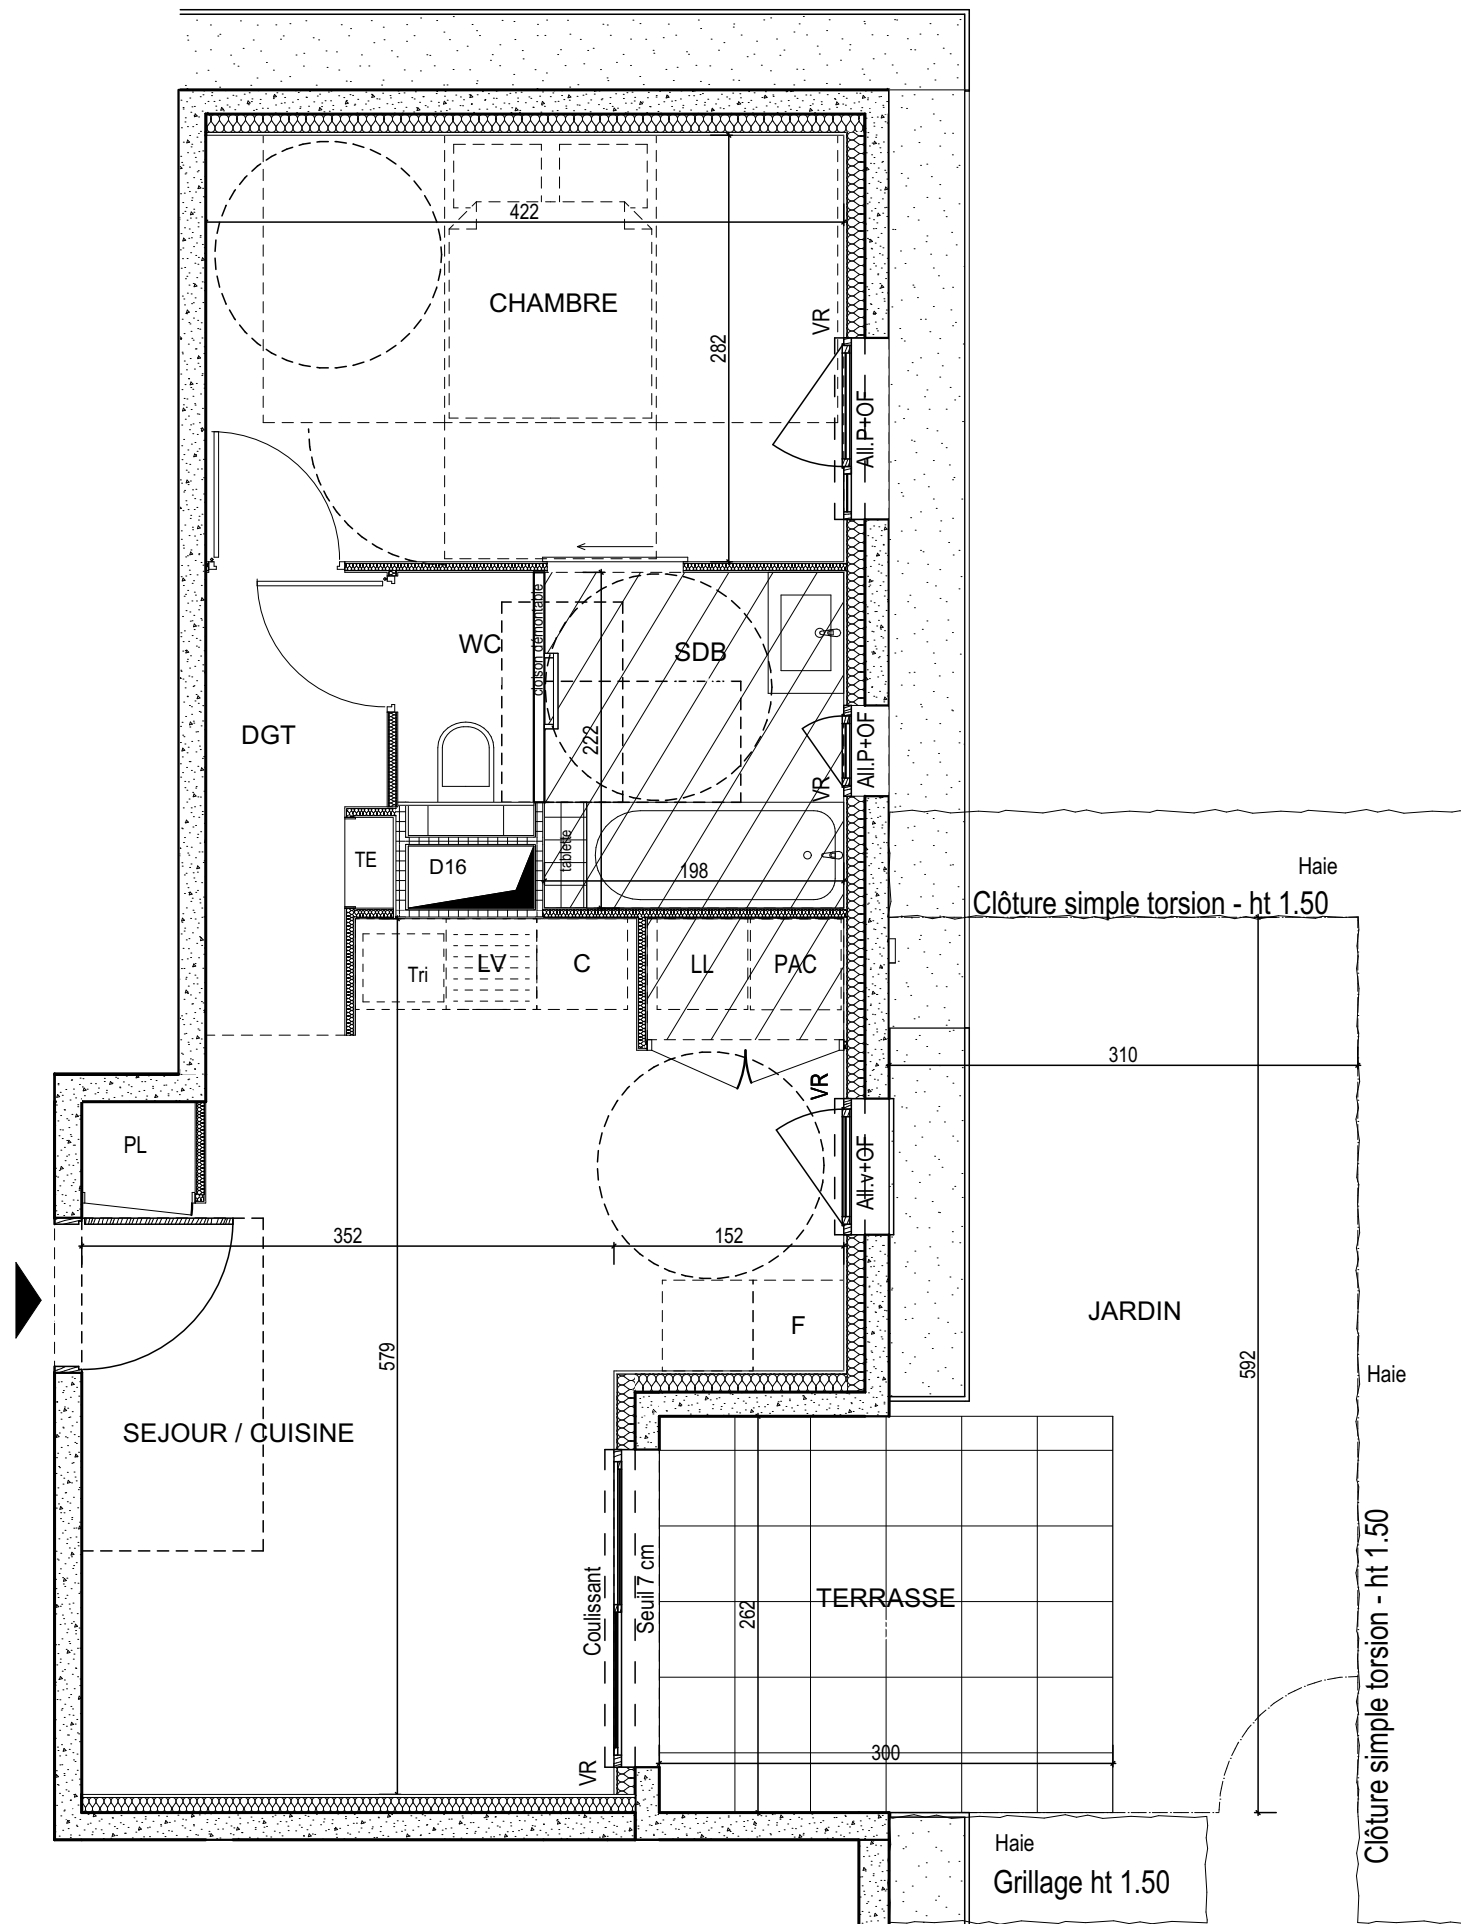 422
CHAMBRE
VR
282
All.P+OF
cloison démontable
WC
SDB
DGT
222
All.P+OF
VR
TE
D16
tablette
198
Haie
Clôture simple torsion - ht 1.50
Tri
LV
C
LL
PAC
310
VR
PL
All.v+OF
352
152
JARDIN
F
579
592
Haie
SEJOUR / CUISINE
Coulissant
Seuil 7 cm
262
TERRASSE
Clôture simple torsion - ht 1.50
300
VR
Haie
Grillage ht 1.50